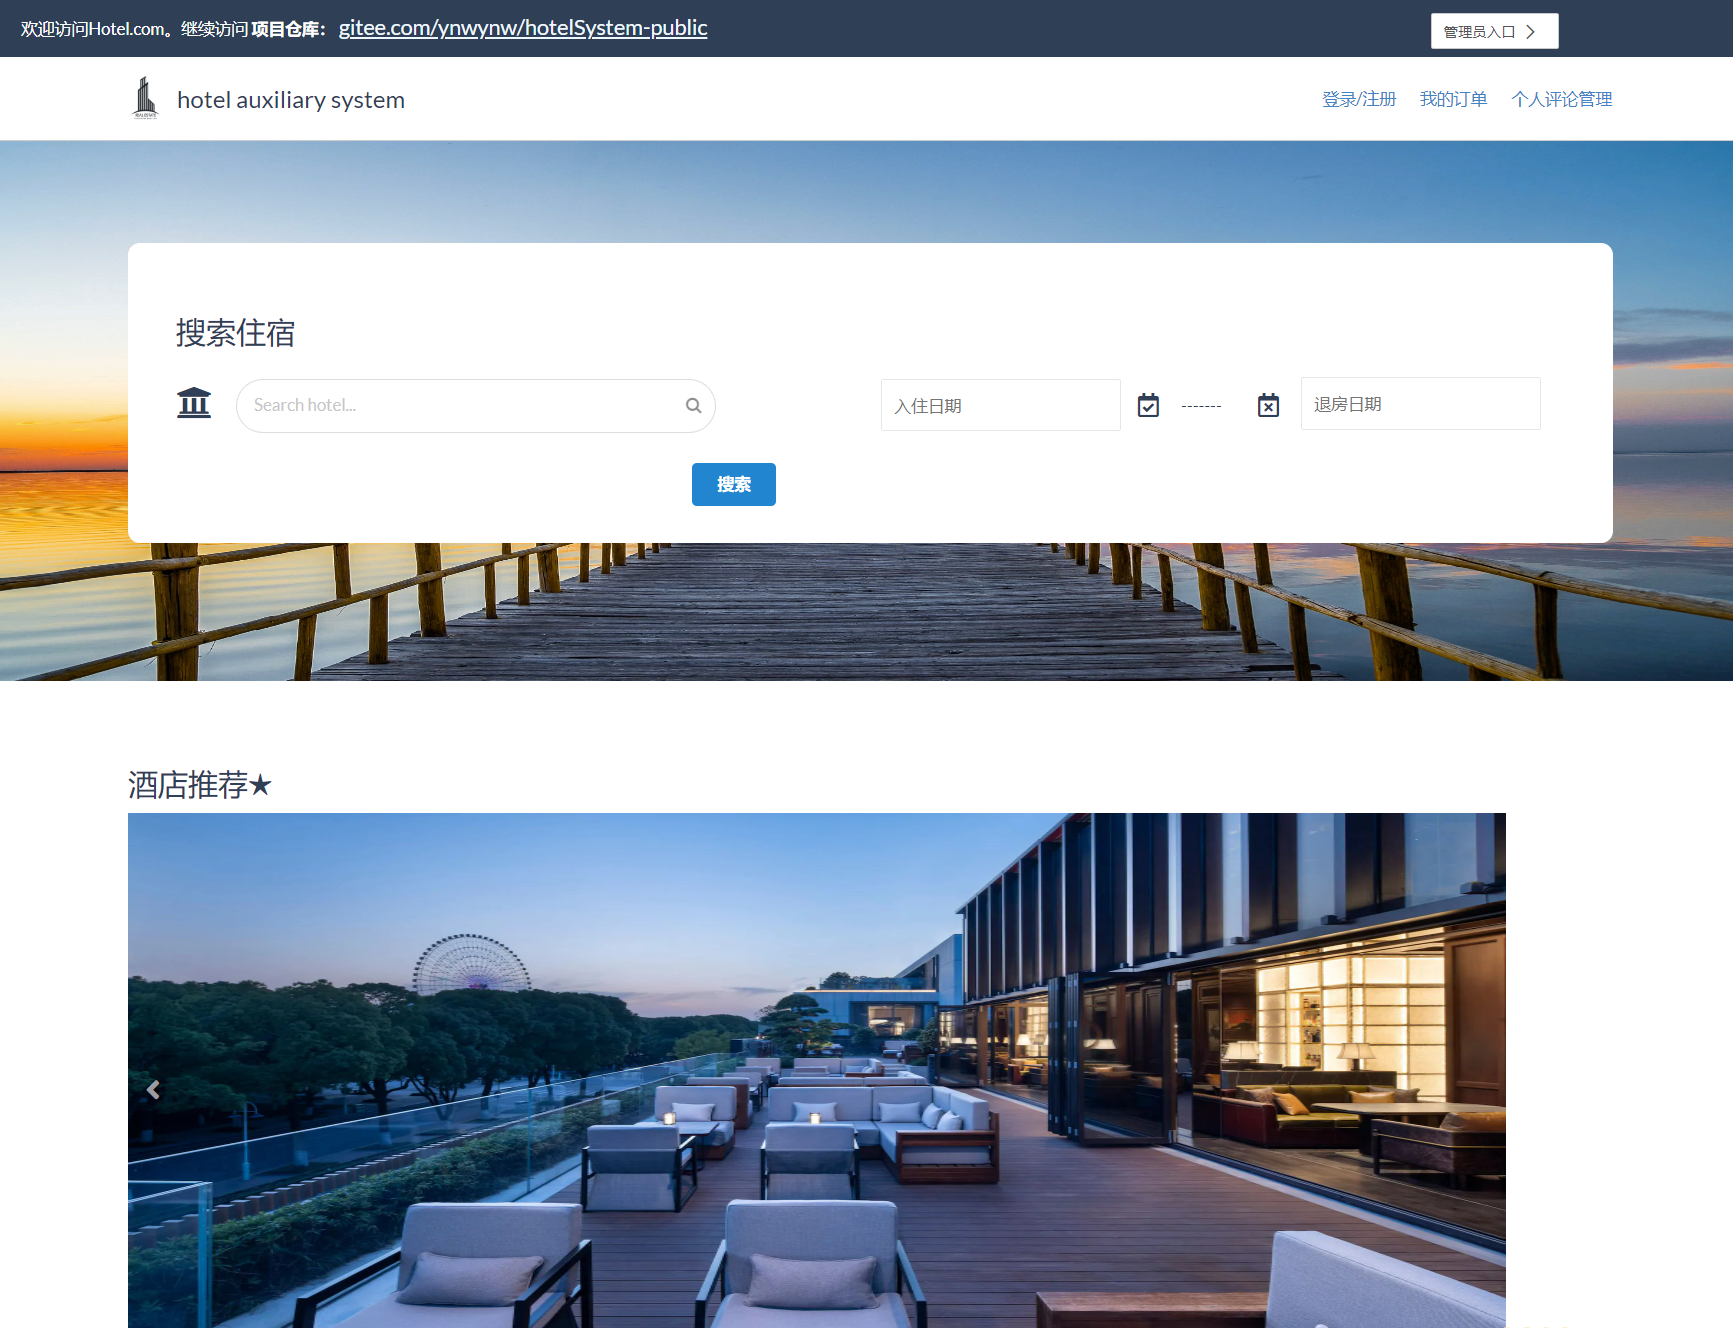 欢迎访问Hotel.com。继续访问 项目仓库： gitee.com/ynwynw/hotelSystem-public
管理员入口
hotel auxiliary system
登录/注册 我的订单 个人评论管理
搜索住宿
Search hotel...
入住日期
-------
退房日期
搜索
酒店推荐★